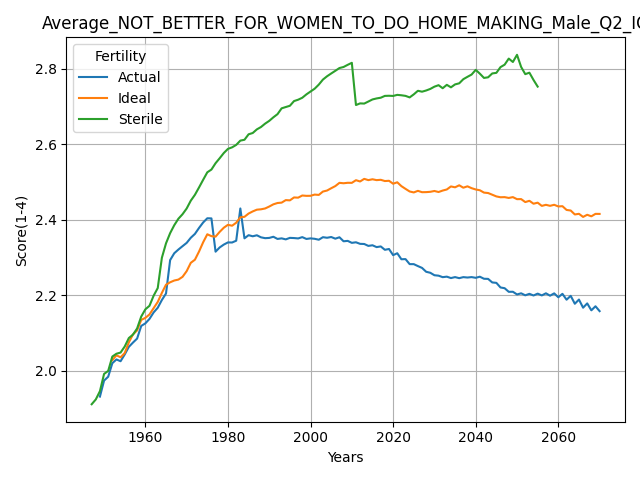 Average_NOT_BETTER_FOR_WOMEN_TO_DO_HOME_MAKING_Male_Q2_IC
Fertility
Actual
Ideal
Sterile
Score(1-4)
2.8
2.6
2.4
2.2
2.0
1960 1980 2000 2020 2040 2060
Years